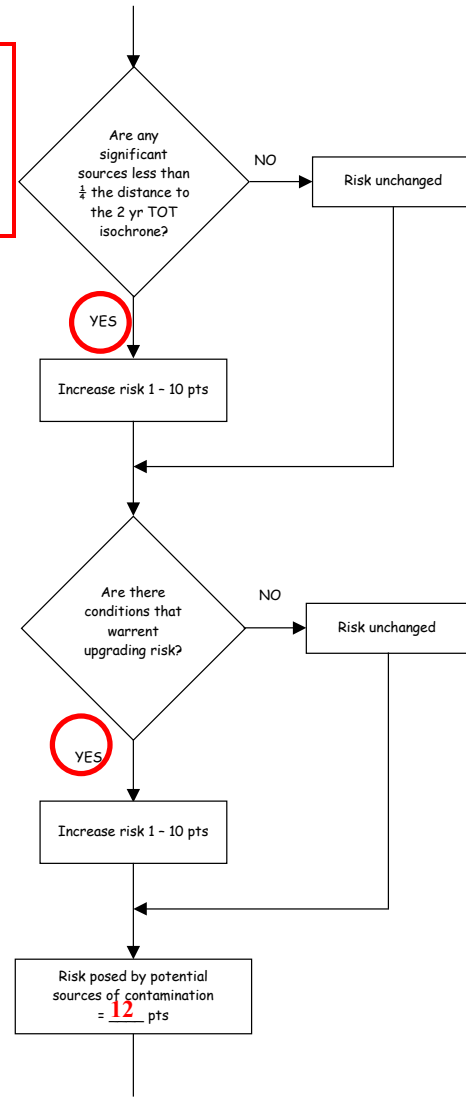 Are any
significant
sources less than
¼ the distance to
the 2 yr TOT
isochrone?
NO
Risk unchanged
YES
Increase risk 1 – 10 pts
Are there
conditions that
warrent
upgrading risk?
NO
Risk unchanged
YES
Increase risk 1 – 10 pts
Risk posed by potential
sources of contamination
= 12 pts